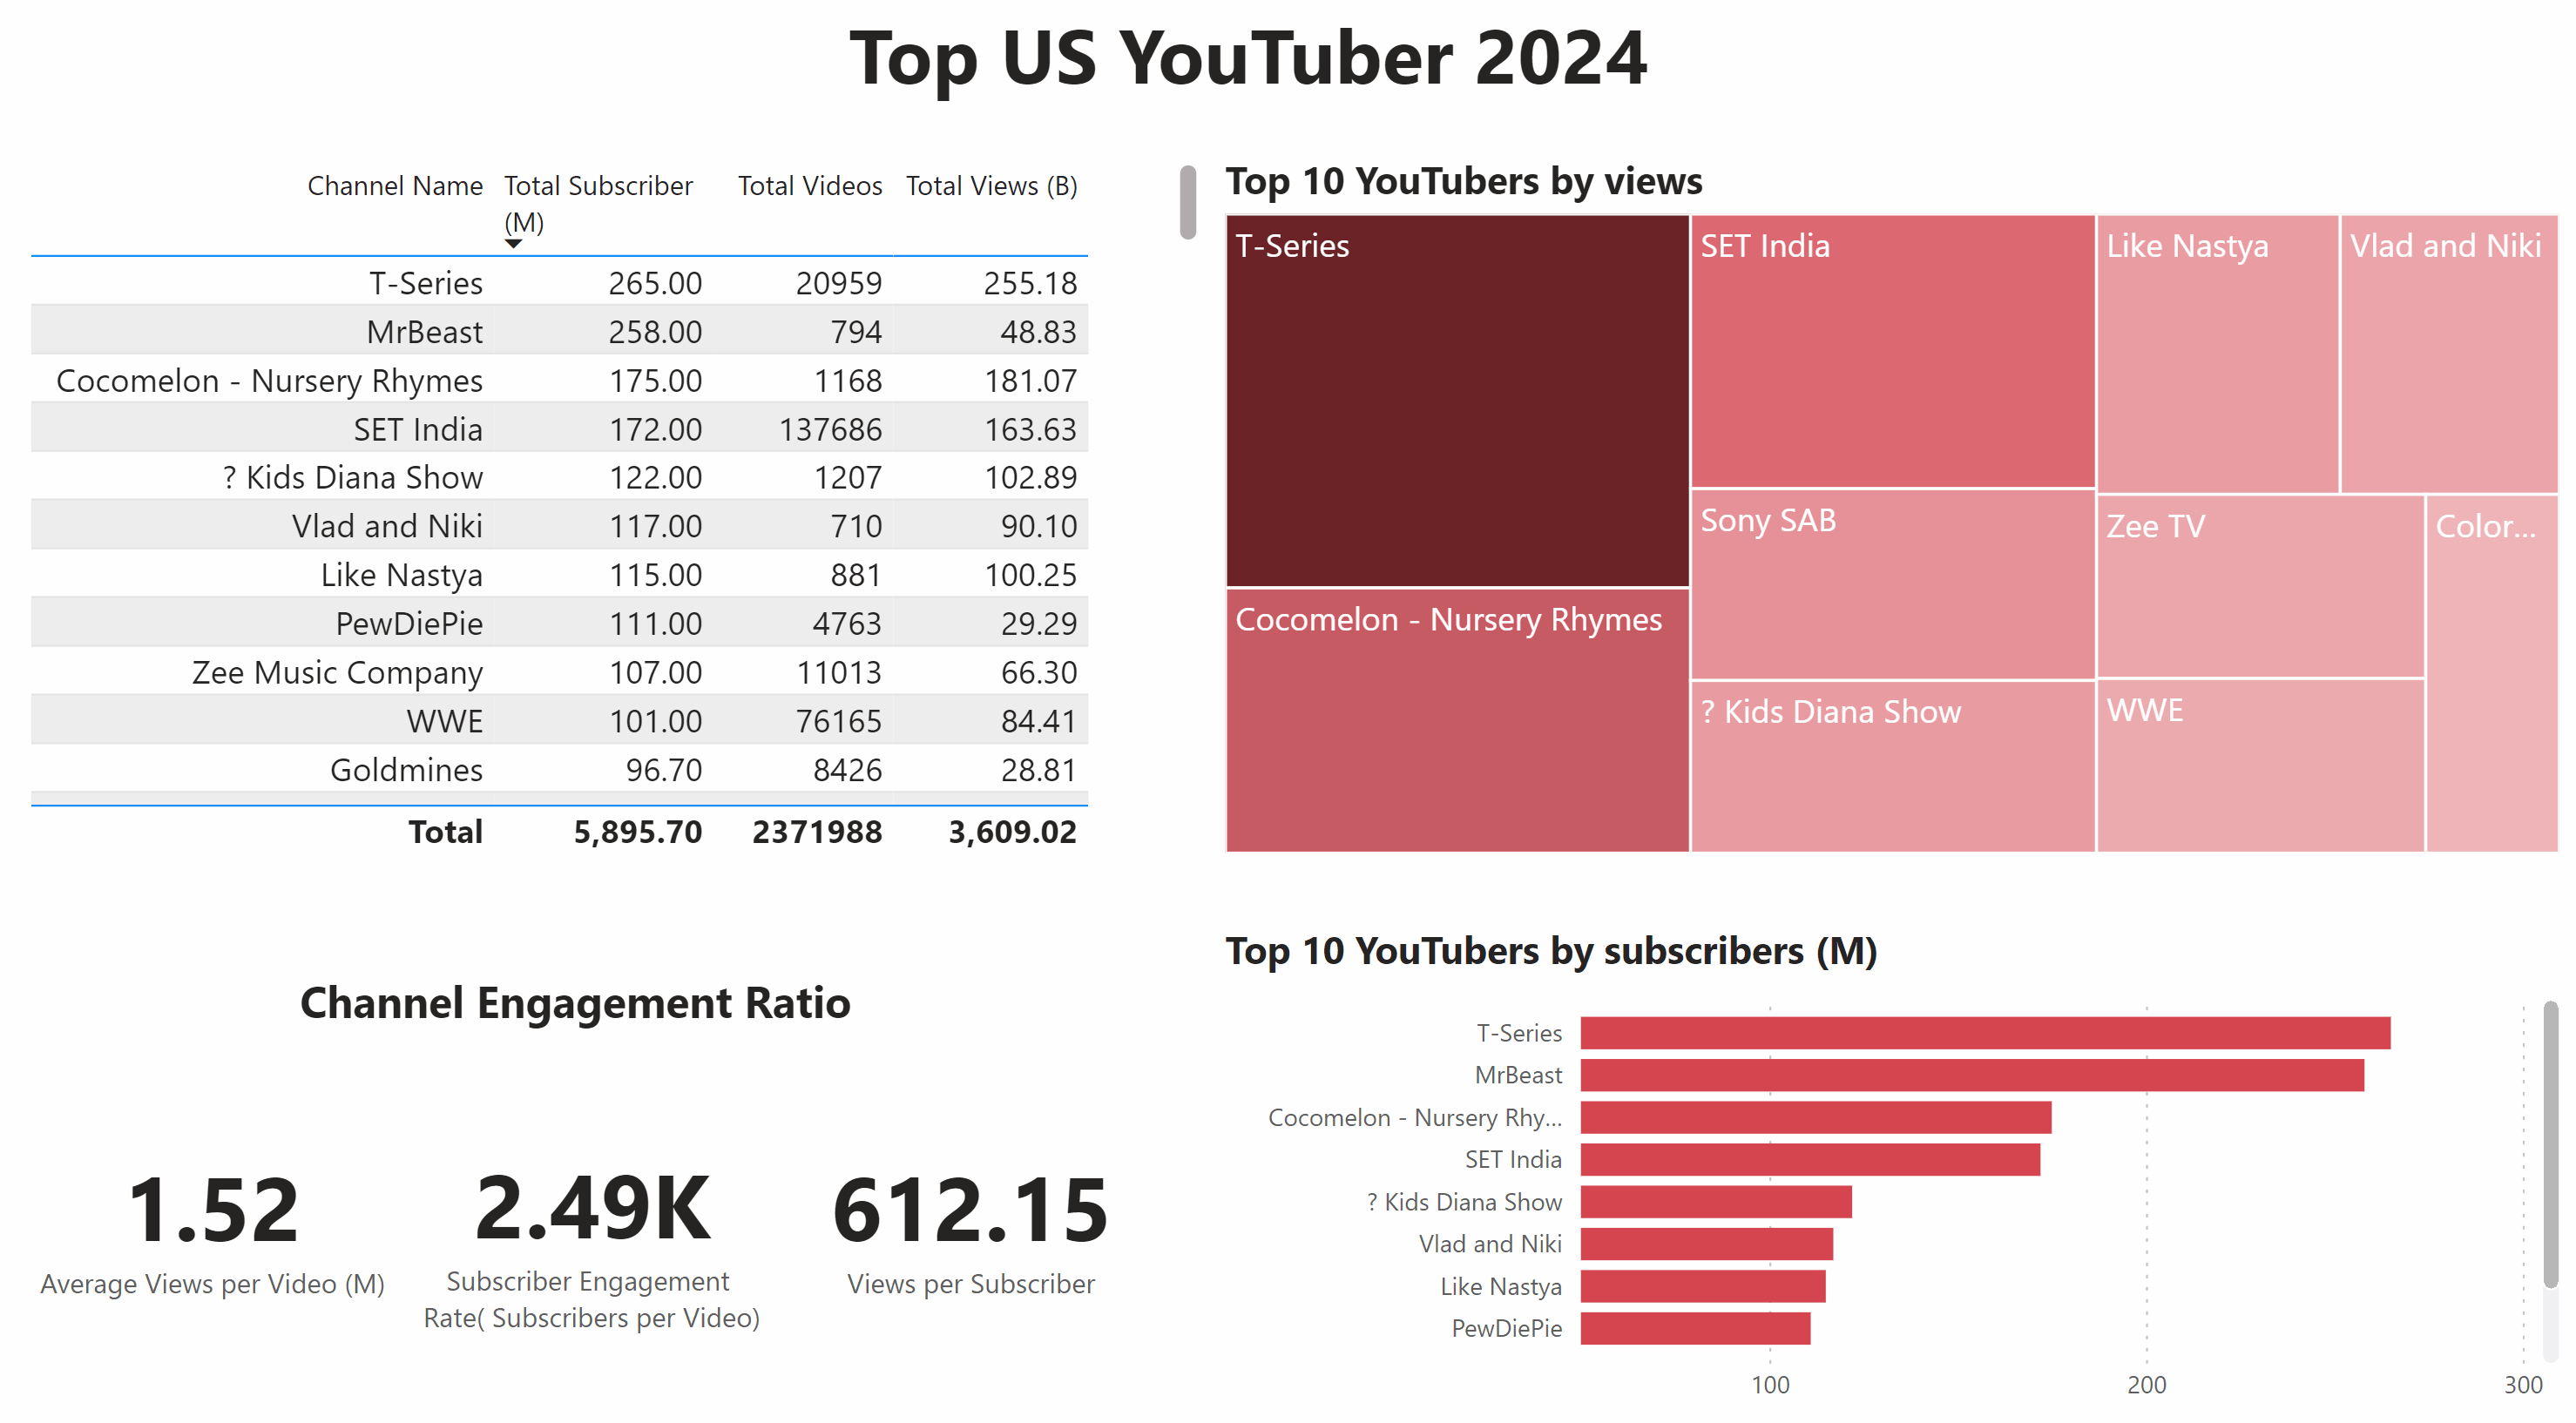 Top US YouTuber 2024
Channel Name Total Subscriber (M) Total Videos Total Views (B)
T-Series 265.00 20959 255.18
MrBeast 258.00 794 48.83
Cocomelon - Nursery Rhymes 175.00 1168 181.07
SET India 172.00 137686 163.63
? Kids Diana Show 122.00 1207 102.89
Vlad and Niki 117.00 710 90.10
Like Nastya 115.00 881 100.25
PewDiePie 111.00 4763 29.29
Zee Music Company 107.00 11013 66.30
WWE 101.00 76165 84.41
Goldmines 96.70 8426 28.81
Total 5,895.70 2371988 3,609.02
Top 10 YouTubers by views
T-Series
Cocomelon - Nursery Rhymes
SET India
Sony SAB
? Kids Diana Show
Like Nastya
Vlad and Niki
Zee TV
Color...
WWE
Channel Engagement Ratio
1.52
Average Views per Video (M)
2.49K
Subscriber Engagement
Rate( Subscribers per Video)
612.15
Views per Subscriber
Top 10 YouTubers by subscribers (M)
T-Series
MrBeast
Cocomelon - Nursery Rhy...
SET India
? Kids Diana Show
Vlad and Niki
Like Nastya
PewDiePie
100 200 300